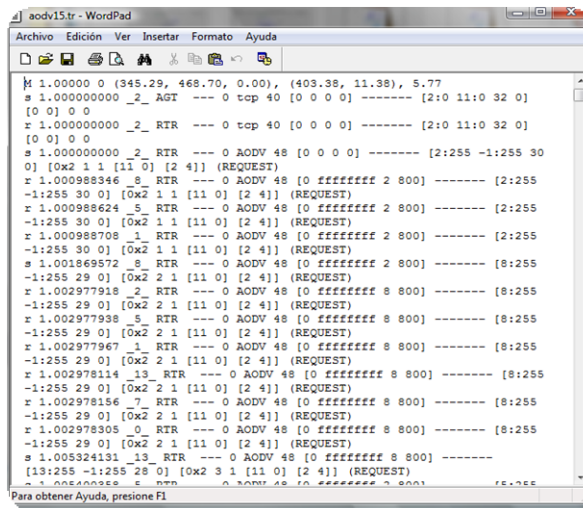 aodv15.tr - WordPad
Archivo Edición Ver Insertar Formato Ayuda
M 1.00000 0 (345.29, 468.70, 0.00), (403.38, 11.38), 5.77
s 1.000000000 _2_ AGT --- 0 tcp 40 [0 0 0 0] ------- [2:0 11:0 32 0]
[0 0] 0 0
r 1.000000000 _2_ RTR --- 0 tcp 40 [0 0 0 0] ------- [2:0 11:0 32 0]
[0 0] 0 0
s 1.000000000 _2_ RTR --- 0 AODV 48 [0 0 0 0] ------- [2:255 -1:255 30
0] [0x2 1 1 [11 0] [2 4]] (REQUEST)
r 1.000988346 _8_ RTR --- 0 AODV 48 [0 ffffffff 2 800] ------- [2:255
-1:255 30 0] [0x2 1 1 [11 0] [2 4]] (REQUEST)
r 1.000988624 _5_ RTR --- 0 AODV 48 [0 ffffffff 2 800] ------- [2:255
-1:255 30 0] [0x2 1 1 [11 0] [2 4]] (REQUEST)
r 1.000988708 _1_ RTR --- 0 AODV 48 [0 ffffffff 2 800] ------- [2:255
-1:255 30 0] [0x2 1 1 [11 0] [2 4]] (REQUEST)
s 1.001869572 _8_ RTR --- 0 AODV 48 [0 ffffffff 2 800] ------- [8:255
-1:255 29 0] [0x2 2 1 [11 0] [2 4]] (REQUEST)
r 1.002977918 _2_ RTR --- 0 AODV 48 [0 ffffffff 8 800] ------- [8:255
-1:255 29 0] [0x2 2 1 [11 0] [2 4]] (REQUEST)
r 1.002977938 _5_ RTR --- 0 AODV 48 [0 ffffffff 8 800] ------- [8:255
-1:255 29 0] [0x2 2 1 [11 0] [2 4]] (REQUEST)
r 1.002977967 _1_ RTR --- 0 AODV 48 [0 ffffffff 8 800] ------- [8:255
-1:255 29 0] [0x2 2 1 [11 0] [2 4]] (REQUEST)
r 1.002978114 _13_ RTR --- 0 AODV 48 [0 ffffffff 8 800] ------- [8:255
-1:255 29 0] [0x2 2 1 [11 0] [2 4]] (REQUEST)
r 1.002978156 _7_ RTR --- 0 AODV 48 [0 ffffffff 8 800] ------- [8:255
-1:255 29 0] [0x2 2 1 [11 0] [2 4]] (REQUEST)
r 1.002978305 _0_ RTR --- 0 AODV 48 [0 ffffffff 8 800] ------- [8:255
-1:255 29 0] [0x2 2 1 [11 0] [2 4]] (REQUEST)
s 1.005324131 _13_ RTR --- 0 AODV 48 [0 ffffffff 8 800] -------
[13:255 -1:255 28 0] [0x2 3 1 [11 0] [2 4]] (REQUEST)
Para obtener Ayuda, presione F1